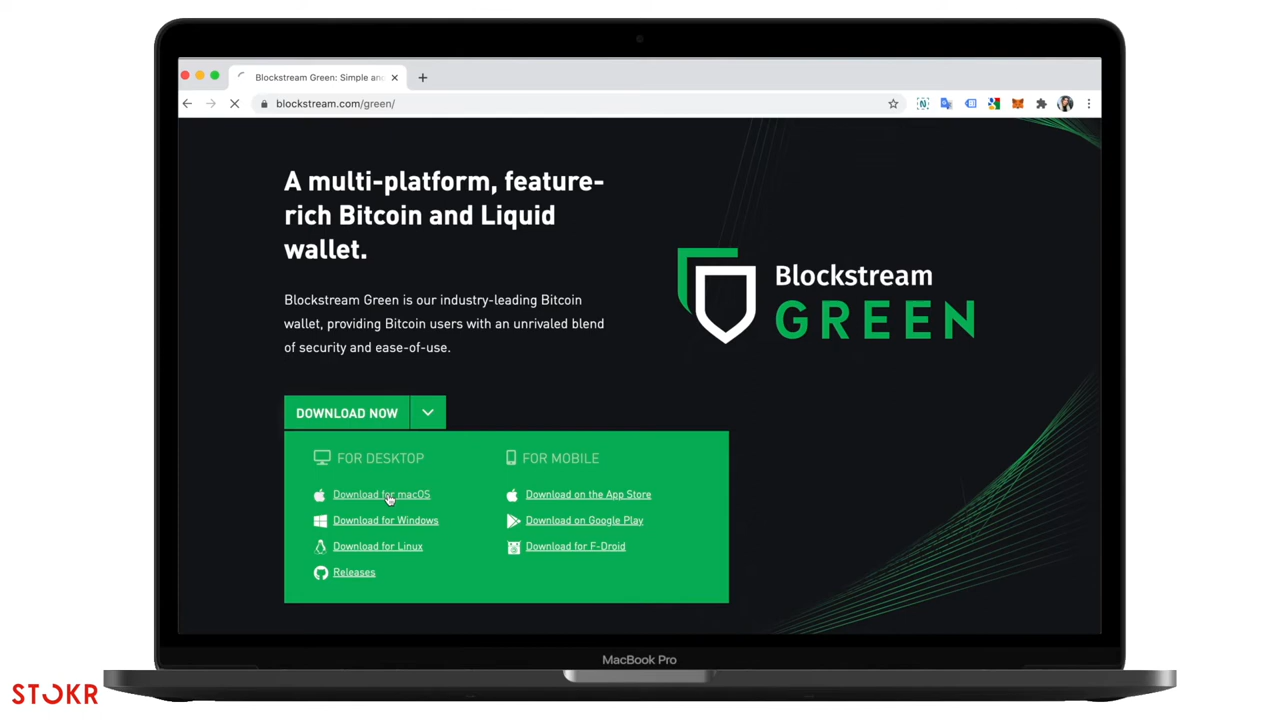 Blockstream Green: Simple and
blockstream.com/green/
A multi-platform, feature-
rich Bitcoin and Liquid
wallet.
Blockstream Green is our industry-leading Bitcoin
wallet, providing Bitcoin users with an unrivaled blend
of security and ease-of-use.
Blockstream
GREEN
DOWNLOAD NOW
FOR DESKTOP
Download for macOS
Download for Windows
Download for Linux
Releases
FOR MOBILE
Download on the App Store
Download on Google Play
Download for F-Droid
MacBook Pro
STOKR